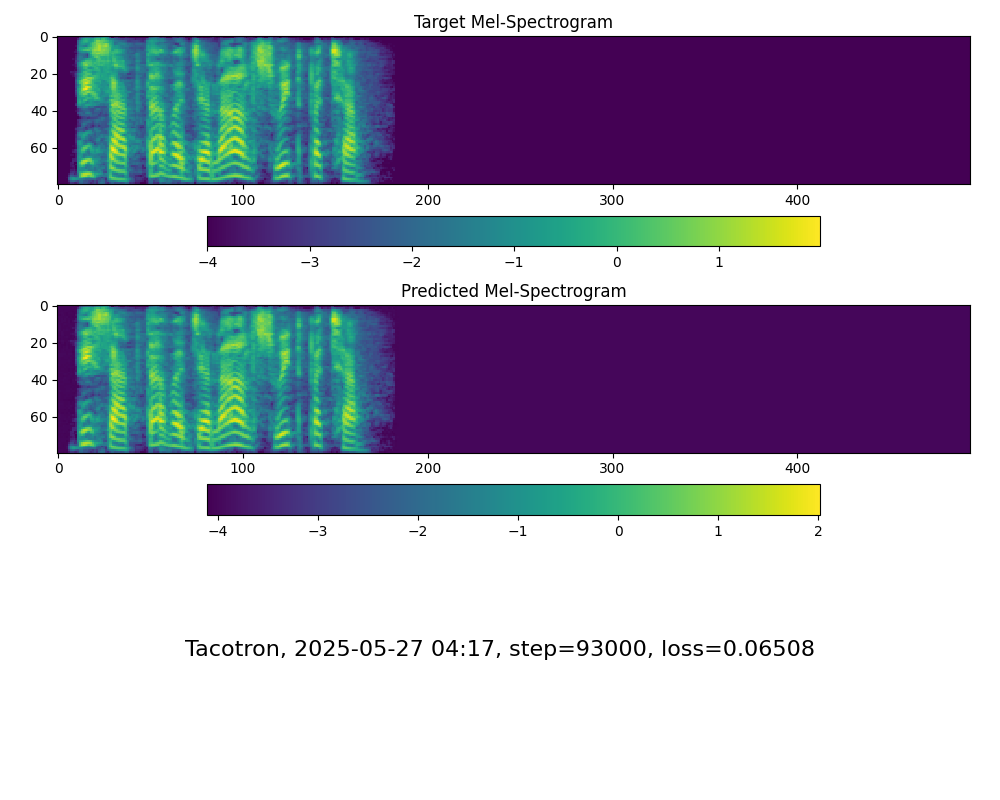 Target Mel-Spectrogram
0
20
40
60
0 100 200 300 400
−4 −3 −2 −1 0 1
Predicted Mel-Spectrogram
0
20
40
60
0 100 200 300 400
−4 −3 −2 −1 0 1 2
Tacotron, 2025-05-27 04:17, step=93000, loss=0.06508